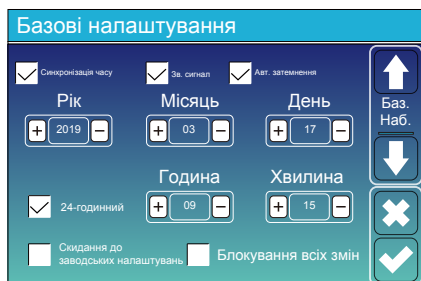 Базові налаштування
Синхронізація часу Зв. сигнал Авт. затемнення
Рік Місяць День
+ 2019 − + 03 − + 17 −
Баз.
Наб.
Година Хвилина
24-годинний + 09 − + 15 −
Скидання до
заводських налаштувань
Блокування всіх змін